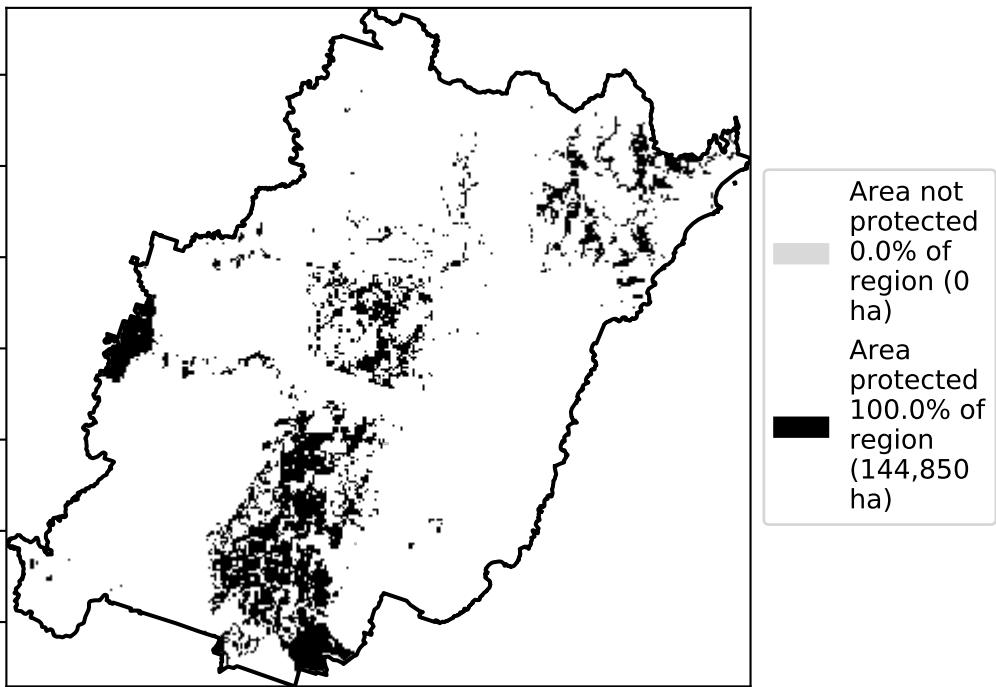 Area not
protected
0.0% of
region (0
ha)
Area
protected
100.0% of
region
(144,850
ha)